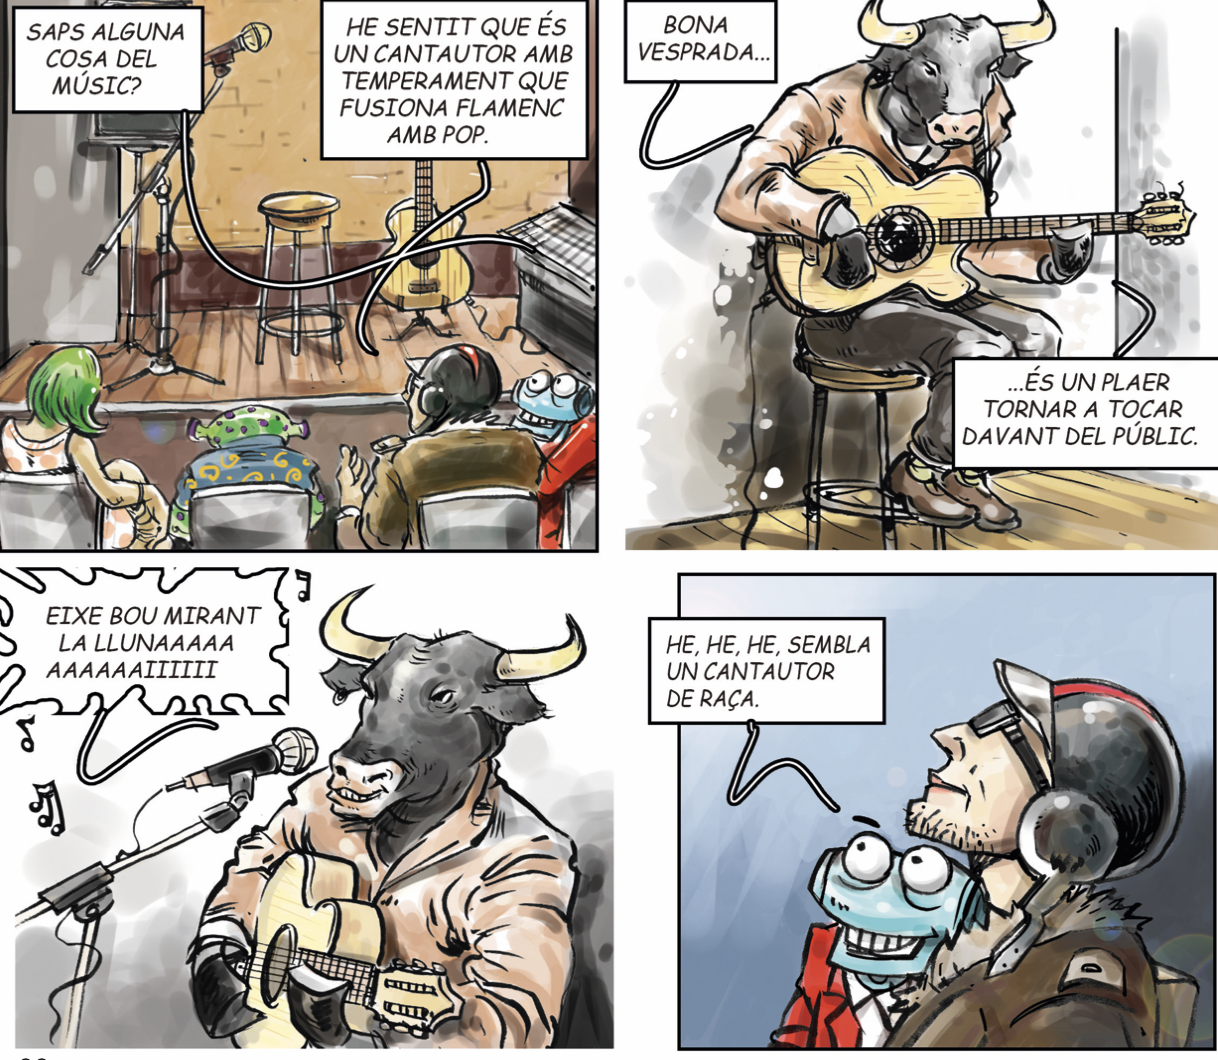 SAPS ALGUNA
COSA DEL
MÚSIC?
HE SENTIT QUE ÉS
UN CANTAUTOR AMB
TEMPERAMENT QUE
FUSIONA FLAMENC
AMB POP.
BONA
VESPRADA...
...ÉS UN PLAER
TORNAR A TOCAR
DAVANT DEL PÚBLIC.
EIXE BOU MIRANT
LA LLUNAAAAA
AAAAAAIIIIII
HE, HE, HE, SEMBLA
UN CANTAUTOR
DE RAÇA.